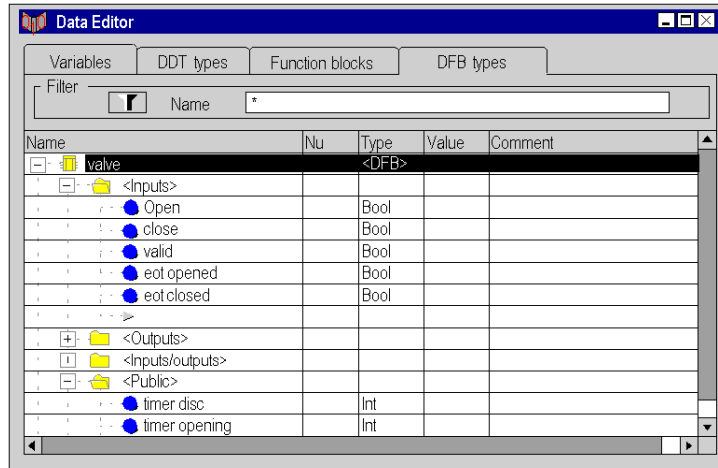 Data Editor
Variables DDT types Function blocks DFB types
Filter
Name *
Name Nu Type Value Comment
valve <DFB>
<Inputs>
Open Bool
close Bool
valid Bool
eot opened Bool
eot closed Bool
<Outputs>
<Inputs/outputs>
<Public>
timer disc Int
timer opening Int